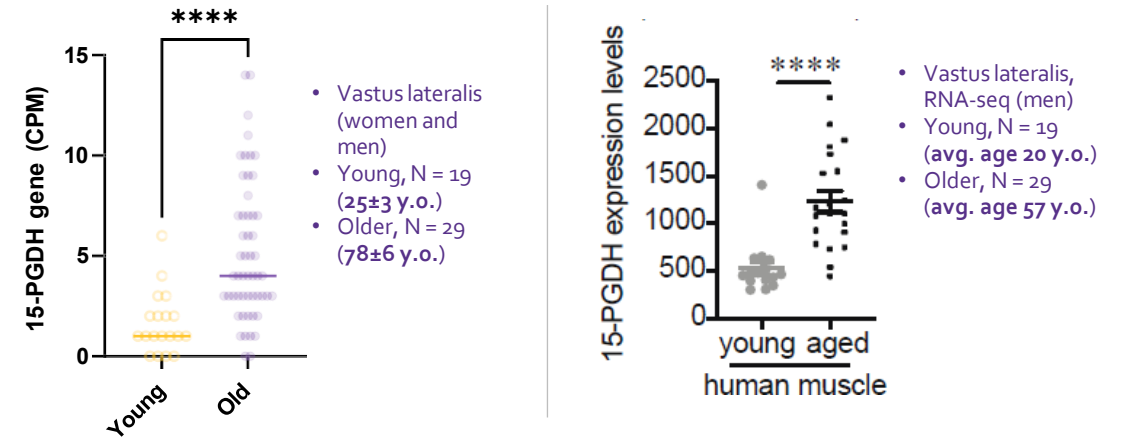 ****
15
10
5
0
15-PGDH gene (CPM)
Young
Old
• Vastus lateralis
(women and
men)
• Young, N = 19
(25±3 y.o.)
• Older, N = 29
(78±6 y.o.)
****
2500
2000
1500
1000
500
0
15-PGDH expression levels
young aged
human muscle
• Vastus lateralis,
RNA-seq (men)
• Young, N = 19
(avg. age 20 y.o.)
• Older, N = 29
(avg. age 57 y.o.)